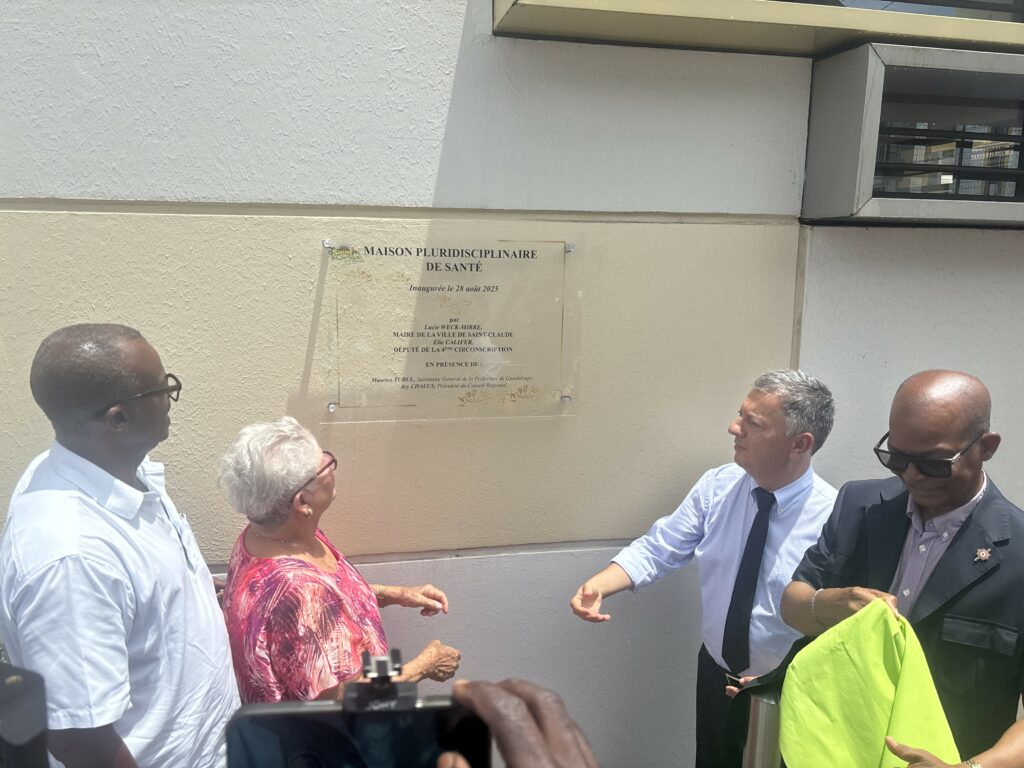 MAISON PLURIDISCIPLINAIRE
DE SANTÉ
Inaugurée le 28 août 2025
par
Lucie WECK-MIRRE,
MAIRE DE LA VILLE DE SAINT CLAUDE
Elie CALIFER,
DÉPUTÉ DE LA 4ÈME CIRCONSCRIPTION
EN PRÉSENCE DE :
Maurice TUBUL, Secrétaire General de la Préfecture de Guadeloupe
Ary CHALUS, Président du Conseil Régional